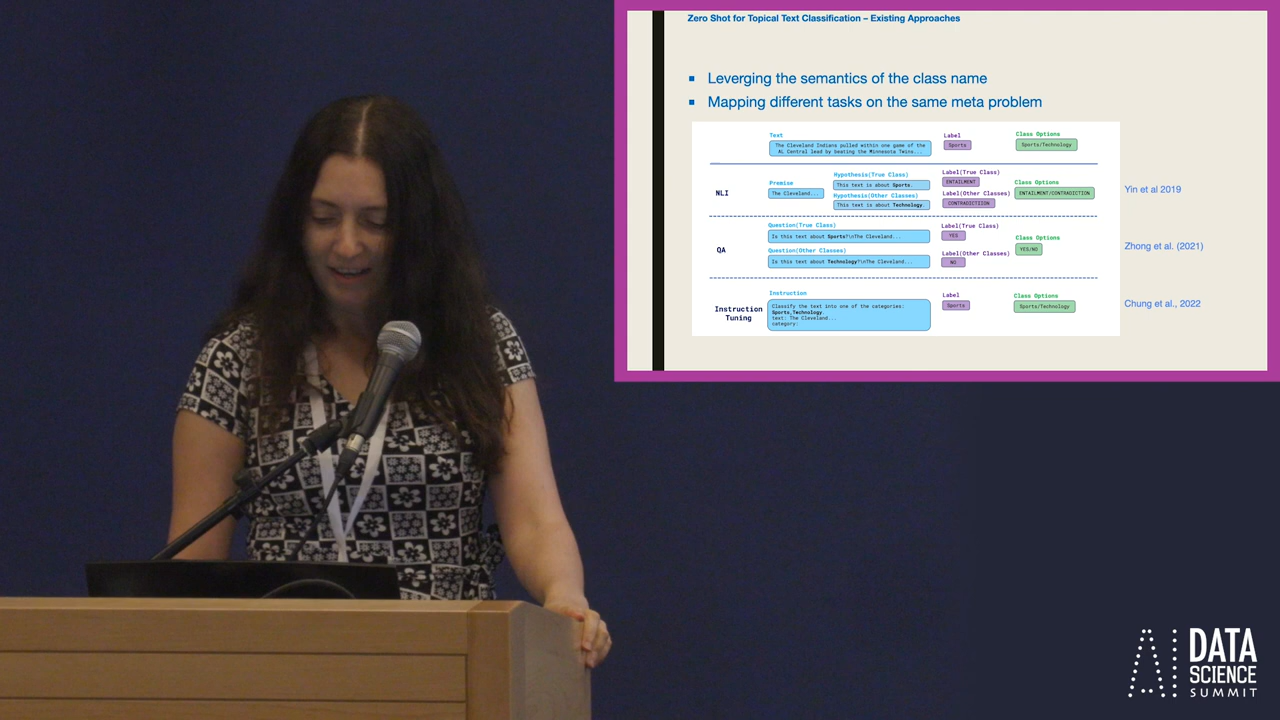 Zero Shot for Topical Text Classification – Existing Approaches
Leverging the semantics of the class name
Mapping different tasks on the same meta problem
Text
The Cleveland Indians pulled within one game of the
AL Central lead by beating the Minnesota Twins...
Label
Sports
Class Options
Sports/Technology
NLI
Premise
The Cleveland...
Hypothesis(True Class)
This text is about Sports.
Hypothesis(Other Classes)
This text is about Technology.
Label(True Class)
ENTAILMENT
Label(Other Classes)
CONTRADICTIION
Class Options
ENTAILMENT/CONTRADICTION
Yin et al 2019
QA
Question(True Class)
Is this text about Sports?\nThe Cleveland...
Question(Other Classes)
Is this text about Technology?\nThe Cleveland...
Label(True Class)
YES
Label(Other Classes)
NO
Class Options
YES/NO
Zhong et al. (2021)
Instruction
Tuning
Instruction
Classify the text into one of the categories:
Sports,Technology.
text: The Cleveland...
category:
Label
Sports
Class Options
Sports/Technology
Chung et al., 2022
AI DATA
SCIENCE
SUMMIT